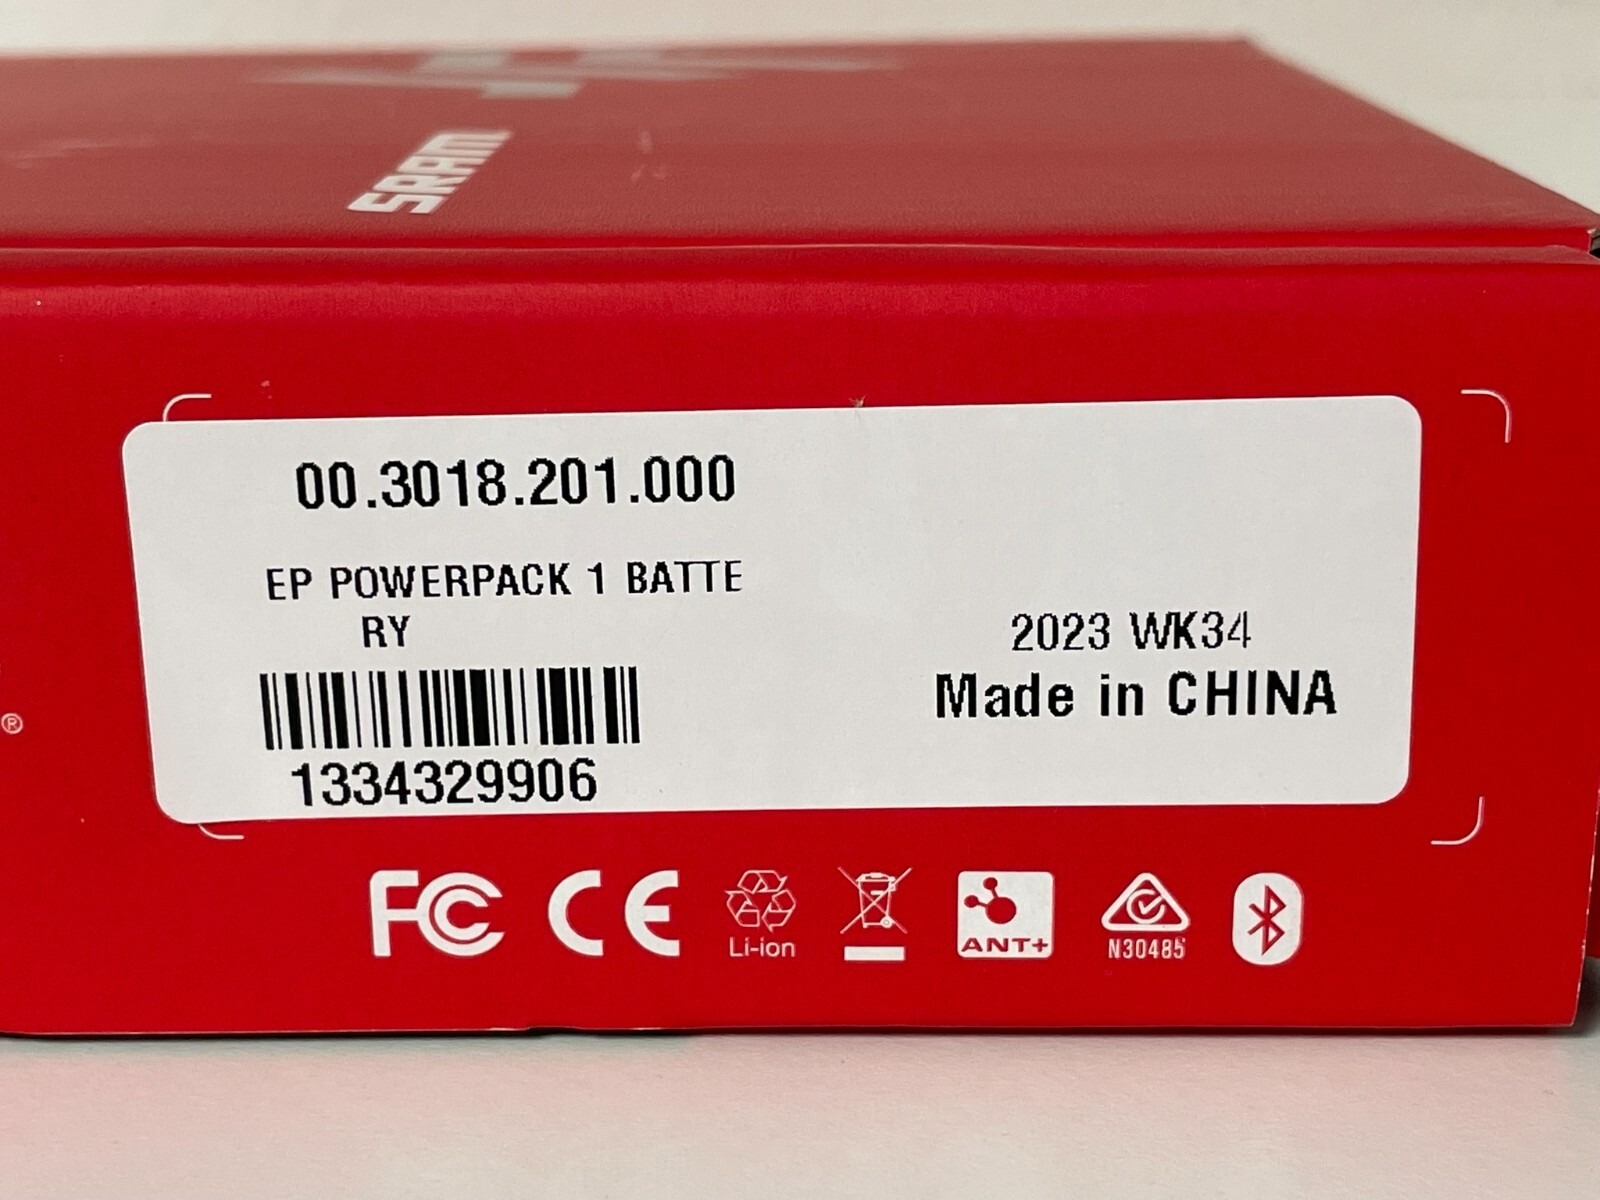 SRAM
00.3018.201.000
EP POWERPACK 1 BATTE
RY
1334329906
2023 WK34
Made in CHINA
®
FC CE Li-ion ANT+ N30485